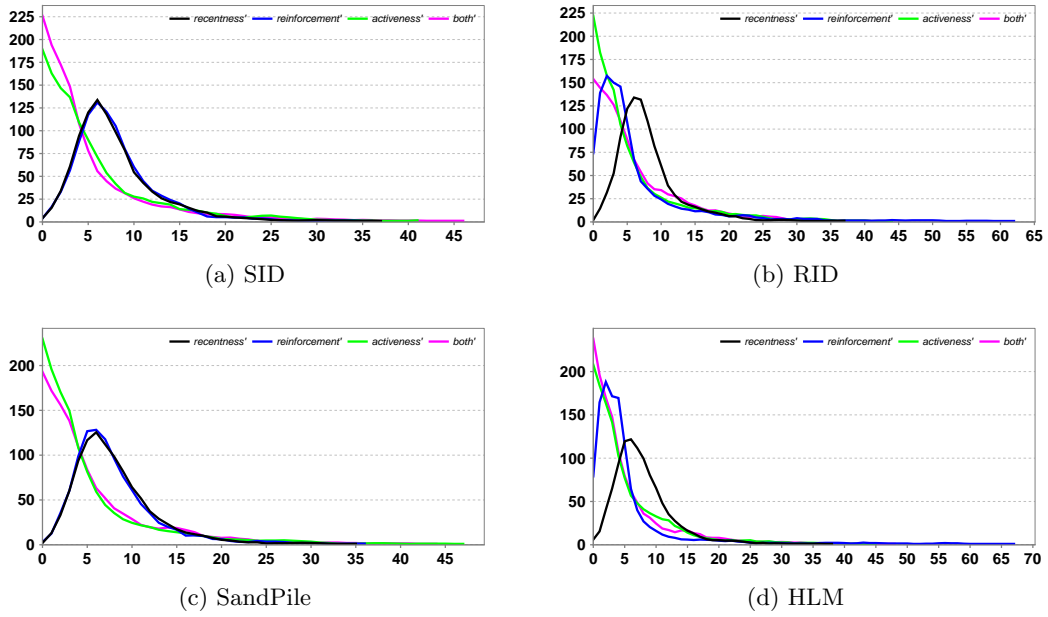 recentness' reinforcement' activeness' both'
225
200
175
150
125
100
75
50
25
0
0 5 10 15 20 25 30 35 40 45
(a) SID
recentness' reinforcement' activeness' both'
225
200
175
150
125
100
75
50
25
0
0 5 10 15 20 25 30 35 40 45 50 55 60 65
(b) RID
recentness' reinforcement' activeness' both'
200
150
100
50
0
0 5 10 15 20 25 30 35 40 45
(c) SandPile
recentness' reinforcement' activeness' both'
200
150
100
50
0
0 5 10 15 20 25 30 35 40 45 50 55 60 65 70
(d) HLM